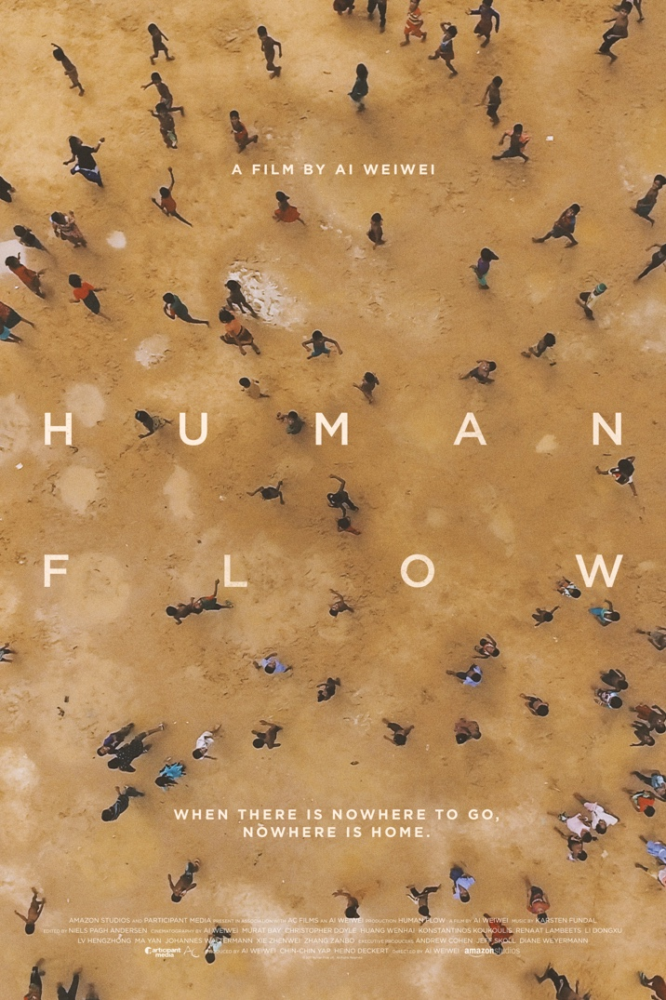 A FILM BY AI WEIWEI
HUMAN
FLOW
WHEN THERE IS NOWHERE TO GO,
NOWHERE IS HOME.
AMAZON STUDIOS AND PARTICIPANT MEDIA PRESENT IN ASSOCIATION WITH AC FILMS AN AI WEIWEI PRODUCTION HUMAN FLOW A FILM BY AI WEIWEI MUSIC BY KARSTEN FUNDAL
EDITED BY NIELS PAGH ANDERSEN CINEMATOGRAPHY BY AI WEIWEI MURAT BAY CHRISTOPHER DOYLE HUANG WENHAI KONSTANTINOS KOUKOULIS RENAAT LAMBEETS LI DONGXU
LV HENGZHONG MA YAN JOHANNES WALTERMANN XIE ZHENWEI ZHANG ZANBO EXECUTIVE PRODUCERS ANDREW COHEN JEFF SKOLL DIANE WEYERMANN
participant media AC PRODUCED BY AI WEIWEI CHIN-CHIN YAP HEINO DECKERT DIRECTED BY AI WEIWEI amazonstudios